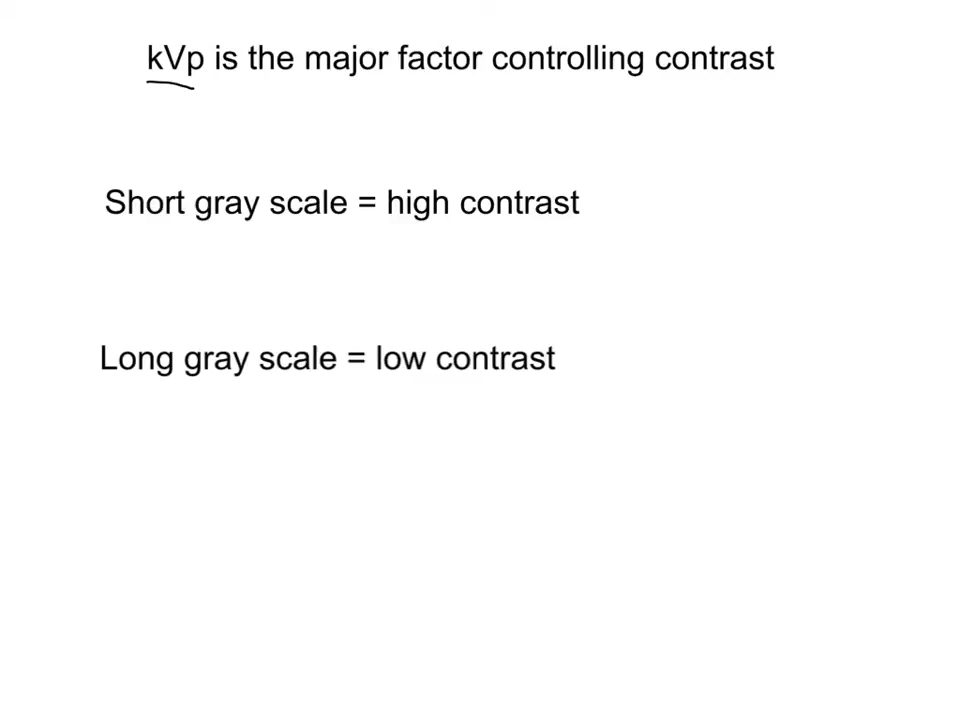 kVp is the major factor controlling contrast
Short gray scale = high contrast
Long gray scale = low contrast